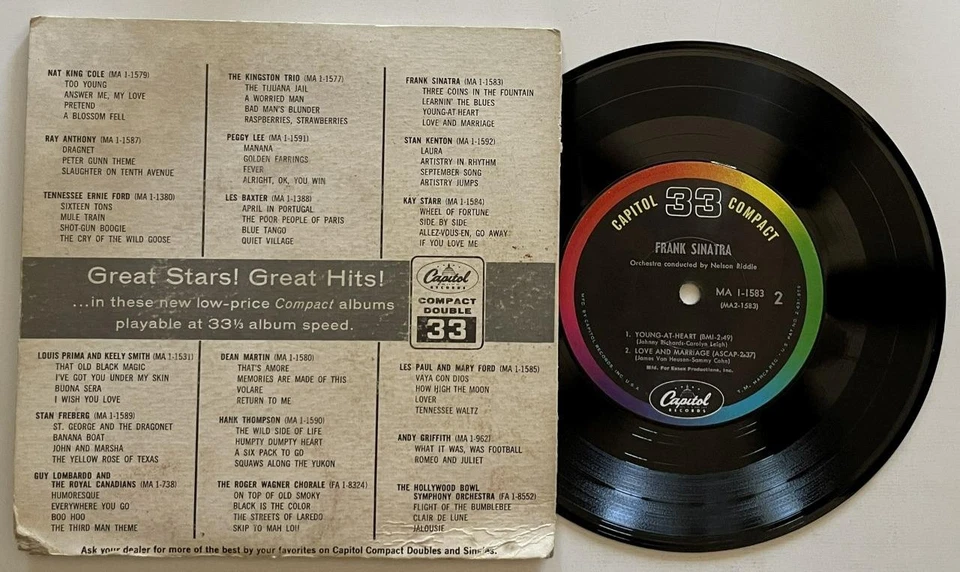 NAT KING COLE (MA 1-1579)
TOO YOUNG
ANSWER ME, MY LOVE
PRETEND
A BLOSSOM FELL
RAY ANTHONY (MA 1-1587)
DRAGNET
PETER GUNN THEME
SLAUGHTER ON TENTH AVENUE
TENNESSEE ERNIE FORD (MA 1-1380)
SIXTEEN TONS
MULE TRAIN
SHOT-GUN BOOGIE
THE CRY OF THE WILD GOOSE
THE KINGSTON TRIO (MA 1-1577)
THE TIJUANA JAIL
A WORRIED MAN
BAD MAN'S BLUNDER
RASPBERRIES, STRAWBERRIES
PEGGY LEE (MA 1-1591)
MANANA
GOLDEN EARRINGS
FEVER
ALRIGHT, OK, YOU WIN
LES BAXTER (MA 1-1388)
APRIL IN PORTUGAL
THE POOR PEOPLE OF PARIS
BLUE TANGO
QUIET VILLAGE
FRANK SINATRA (MA 1-1583)
THREE COINS IN THE FOUNTAIN
LEARNIN' THE BLUES
YOUNG-AT-HEART
LOVE AND MARRIAGE
STAN KENTON (MA 1-1592)
LAURA
ARTISTRY IN RHYTHM
SEPTEMBER SONG
ARTISTRY JUMPS
KAY STARR (MA 1-1584)
WHEEL OF FORTUNE
SIDE BY SIDE
ALLEZ-VOUS-EN, GO AWAY
IF YOU LOVE ME
Great Stars! Great Hits!
...in these new low-price Compact albums
playable at 33⅓ album speed.
Capitol
RECORDS
COMPACT
DOUBLE
33
LOUIS PRIMA AND KEELY SMITH (MA 1-1531)
THAT OLD BLACK MAGIC
I'VE GOT YOU UNDER MY SKIN
BUONA SERA
I WISH YOU LOVE
STAN FREBERG (MA 1-1589)
ST. GEORGE AND THE DRAGONET
BANANA BOAT
JOHN AND MARSHA
THE YELLOW ROSE OF TEXAS
GUY LOMBARDO AND
THE ROYAL CANADIANS (MA 1-738)
HUMORESQUE
EVERYWHERE YOU GO
BOO HOO
THE THIRD MAN THEME
DEAN MARTIN (MA 1-1580)
THAT'S AMORE
MEMORIES ARE MADE OF THIS
VOLARE
RETURN TO ME
HANK THOMPSON (MA 1-1590)
THE WILD SIDE OF LIFE
HUMPTY DUMPTY HEART
A SIX PACK TO GO
SQUAWS ALONG THE YUKON
THE ROGER WAGNER CHORALE (FA 1-8324)
ON TOP OF OLD SMOKY
BLACK IS THE COLOR
THE STREETS OF LAREDO
SKIP TO MAH LOU
LES PAUL AND MARY FORD (MA 1-1585)
VAYA CON DIOS
HOW HIGH THE MOON
LOVER
TENNESSEE WALTZ
ANDY GRIFFITH (MA 1-962)
WHAT IT WAS, WAS FOOTBALL
ROMEO AND JULIET
THE HOLLYWOOD BOWL
SYMPHONY ORCHESTRA (FA 1-8552)
FLIGHT OF THE BUMBLEBEE
CLAIR DE LUNE
JALOUSIE
Ask your dealer for more of the best by your favorites on Capitol Compact Doubles and Singles.
CAPITOL 33 COMPACT
FRANK SINATRA
Orchestra conducted by Nelson Riddle
MA 1-1583
(MA2-1583)
2
1. YOUNG-AT-HEART (BMI-2:49)
(Johnny Richards-Carolyn Leigh)
2. LOVE AND MARRIAGE (ASCAP-2:37)
(James Van Heusen-Sammy Cahn)
Mfd. For Essex Productions, Inc.
Capitol
RECORDS
MFG. BY CAPITOL RECORDS, INC., U.S.A.